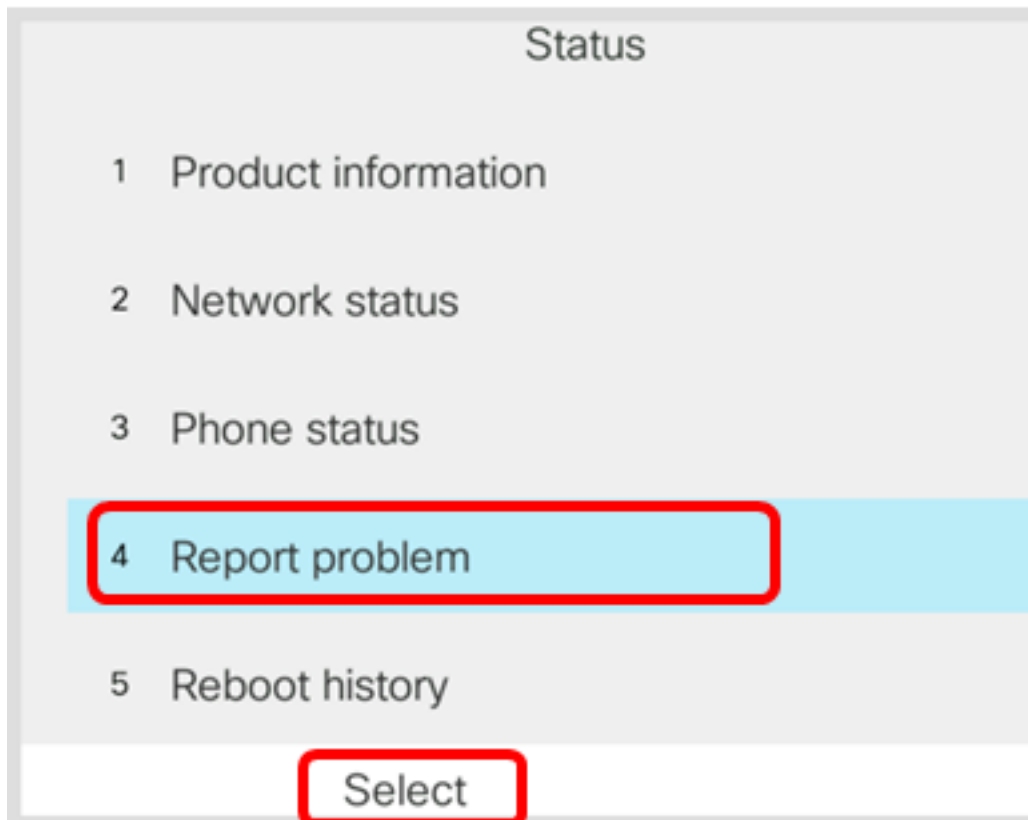 Status
1 Product information
2 Network status
3 Phone status
4 Report problem
5 Reboot history
Select